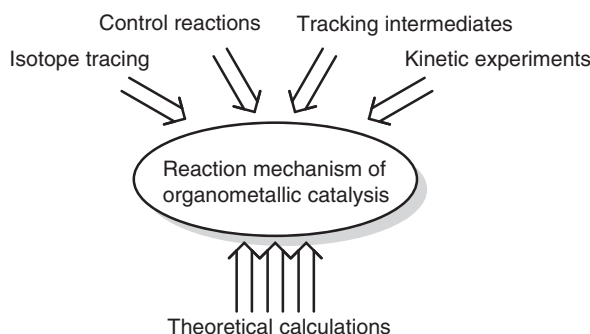 Control reactions
Tracking intermediates
Isotope tracing
Kinetic experiments
Reaction mechanism of
organometallic catalysis
Theoretical calculations